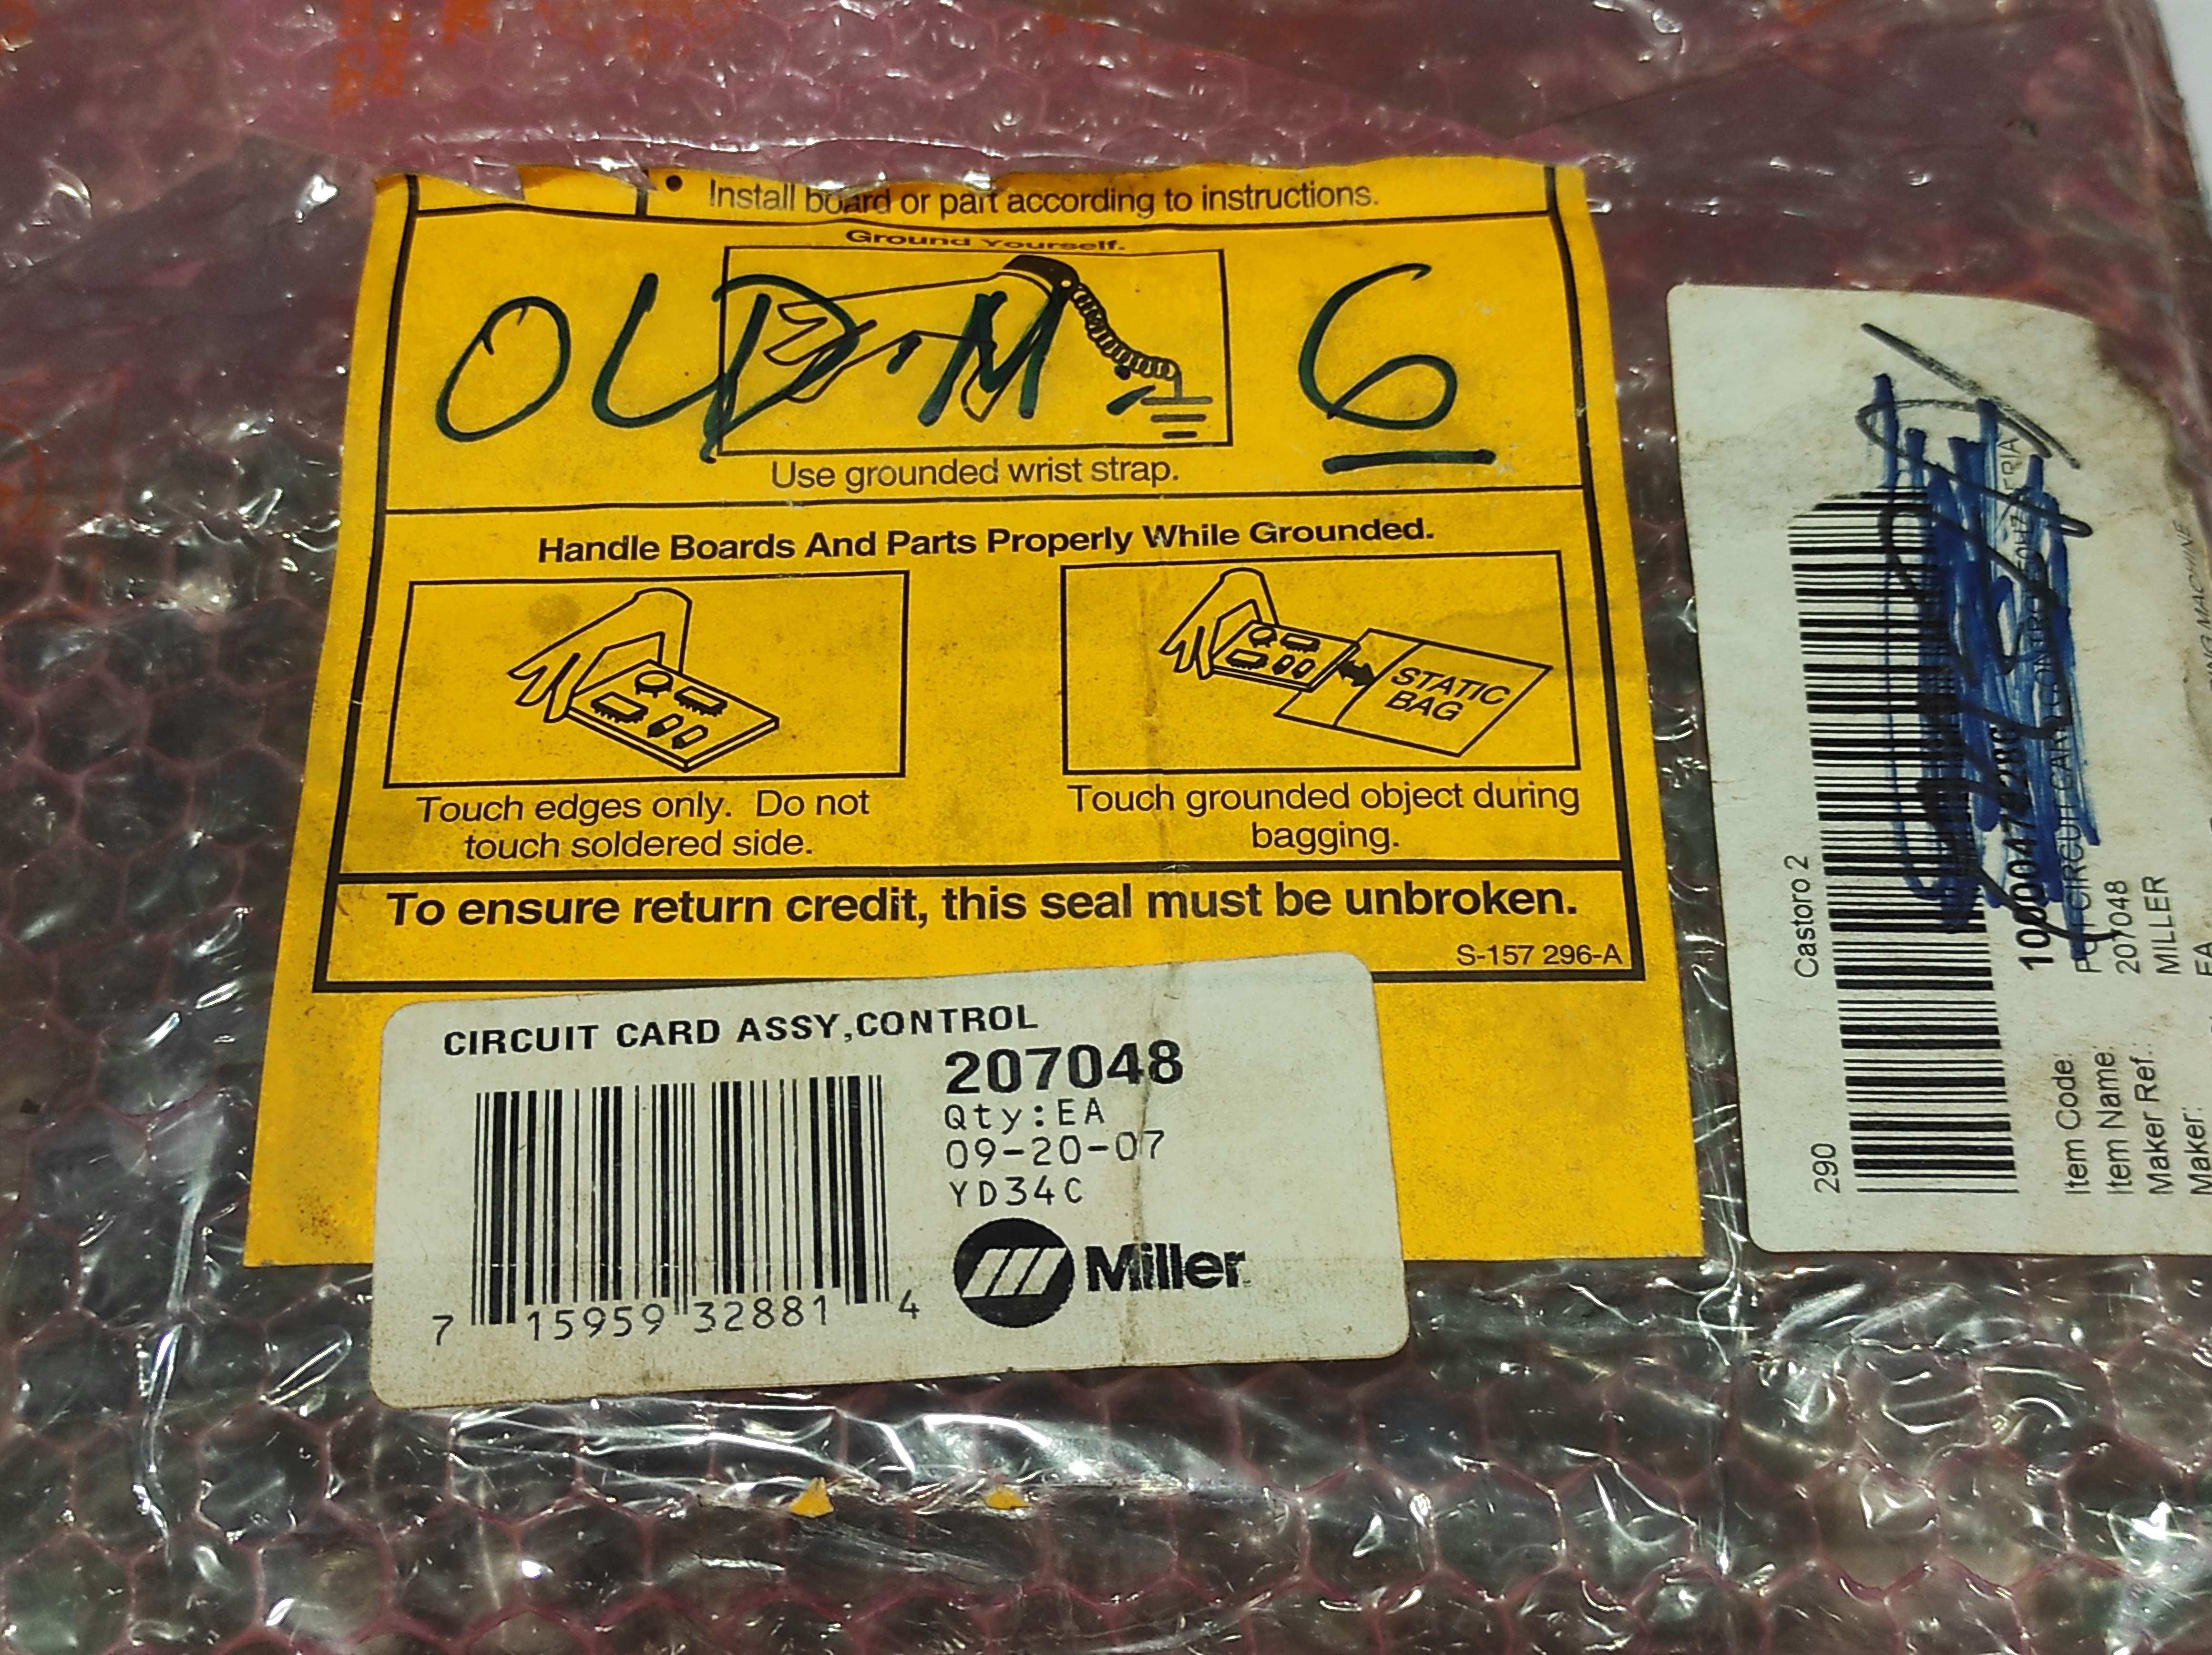 • Install board or part according to instructions.
Ground Yourself.
OLD.M. 6
Use grounded wrist strap.
Handle Boards And Parts Properly While Grounded.
STATIC
BAG
Touch edges only. Do not
touch soldered side.
Touch grounded object during
bagging.
To ensure return credit, this seal must be unbroken.
S-157 296-A
CIRCUIT CARD ASSY,CONTROL
207048
Qty:EA
09-20-07
YD34C
Miller
7 15959 32881 4
290 Castoro 2
Item Code:
Item Name:
Maker Ref.: 207048
Maker: MILLER
EA